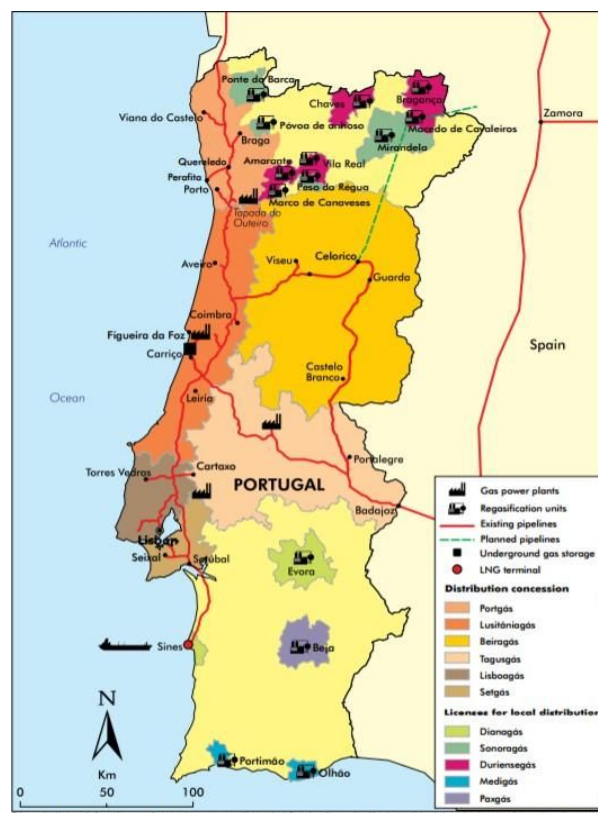 Ponte da Barca
Viana do Castelo
Braga
Póvoa de anhoso
Chaves
Bragança
Macedo de Cavaleiros
Mirandela
Zamora
Quereledo
Perafita
Porto
Amarante
Vila Real
Peso da Régua
Marco de Canaveses
Tapada do
Outeiro
Atlantic
Aveiro
Viseu
Celorico
Guarda
Coimbra
Figueira da Foz
Carriço
Spain
Castelo
Branco
Ocean
Leiria
Portalegre
Torres Vedras
Cartaxo
PORTUGAL
Badajoz
Lisbon
Seixal
Setúbal
Evora
Sines
Beja
Portimão
Olhão
N
Km
0
50
100
Gas power plants
Regasification units
Existing pipelines
Planned pipelines
Underground gas storage
LNG terminal
Distribution concession
Portgás
Lusitâniagás
Beiragás
Tagusgás
Lisboagás
Setgás
Licenses for local distribution
Dianagás
Sonoragás
Duriensegás
Medigás
Paxgás